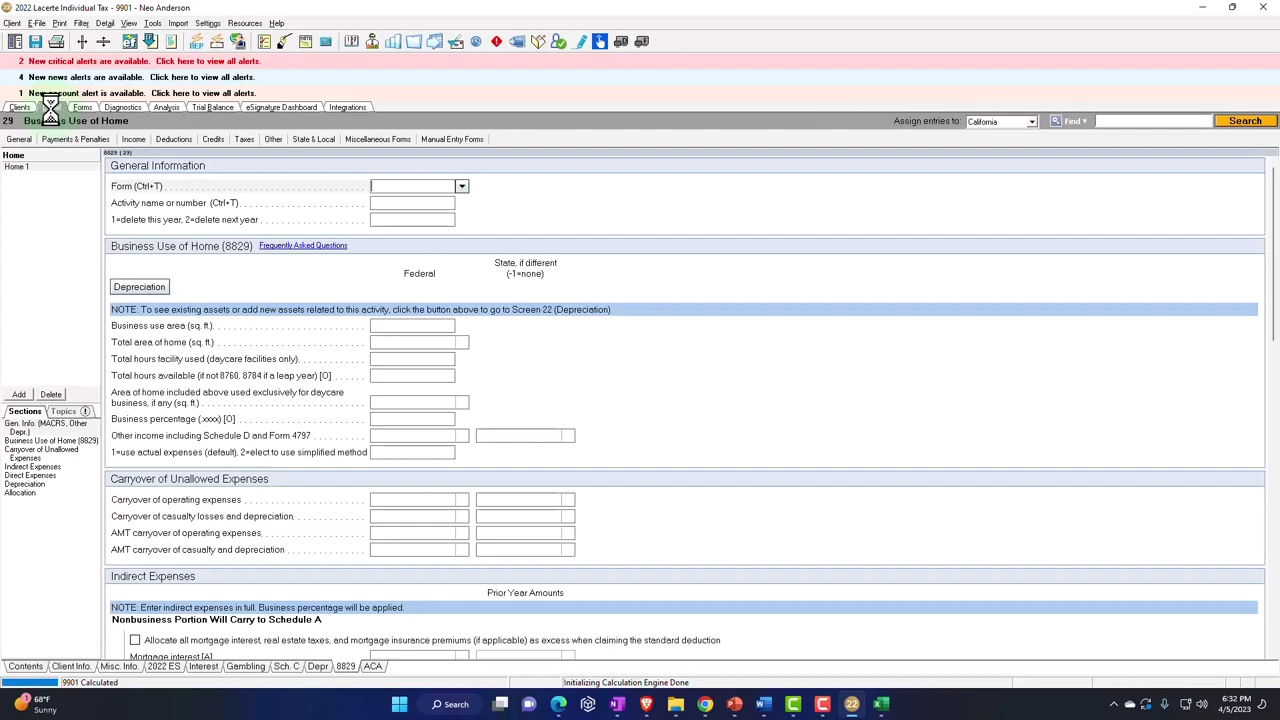 2022 Lacerte Individual Tax - 9901 - Neo Anderson
Client E-File Print Filter Detail View Tools Import Settings Resources Help
2 New critical alerts are available. Click here to view all alerts.
4 New news alerts are available. Click here to view all alerts.
1 New account alert is available. Click here to view all alerts.
Clients Forms Diagnostics Analysis Trial Balance eSignature Dashboard Integrations
29 Business Use of Home Assign entries to: California Find Search
General Payments & Penalties Income Deductions Credits Taxes Other State & Local Miscellaneous Forms Manual Entry Forms
Home
Home 1
Add Delete
Sections Topics
Gen. Info. (MACRS, Other
Depr.)
Business Use of Home (8829)
Carryover of Unallowed
Expenses
Indirect Expenses
Direct Expenses
Depreciation
Allocation
8829 (29)
General Information
Form (Ctrl+T)
Activity name or number (Ctrl+T)
1=delete this year, 2=delete next year
Business Use of Home (8829) Frequently Asked Questions
State, if different
Federal (-1=none)
Depreciation
NOTE: To see existing assets or add new assets related to this activity, click the button above to go to Screen 22 (Depreciation)
Business use area (sq. ft.)
Total area of home (sq. ft.)
Total hours facility used (daycare facilities only)
Total hours available (if not 8760, 8784 if a leap year) [O]
Area of home included above used exclusively for daycare
business, if any (sq. ft.)
Business percentage (.xxxx) [O]
Other income including Schedule D and Form 4797
1=use actual expenses (default), 2=elect to use simplified method
Carryover of Unallowed Expenses
Carryover of operating expenses
Carryover of casualty losses and depreciation
AMT carryover of operating expenses
AMT carryover of casualty and depreciation
Indirect Expenses
Prior Year Amounts
NOTE: Enter indirect expenses in full. Business percentage will be applied.
Nonbusiness Portion Will Carry to Schedule A
Allocate all mortgage interest, real estate taxes, and mortgage insurance premiums (if applicable) as excess when claiming the standard deduction
Mortgage interest [A]
Contents Client Info. Misc. Info. 2022 ES Interest Gambling Sch. C Depr 8829 ACA
9901 Calculated Initializing Calculation Engine Done
68°F
Sunny
Search
6:32 PM
4/5/2023